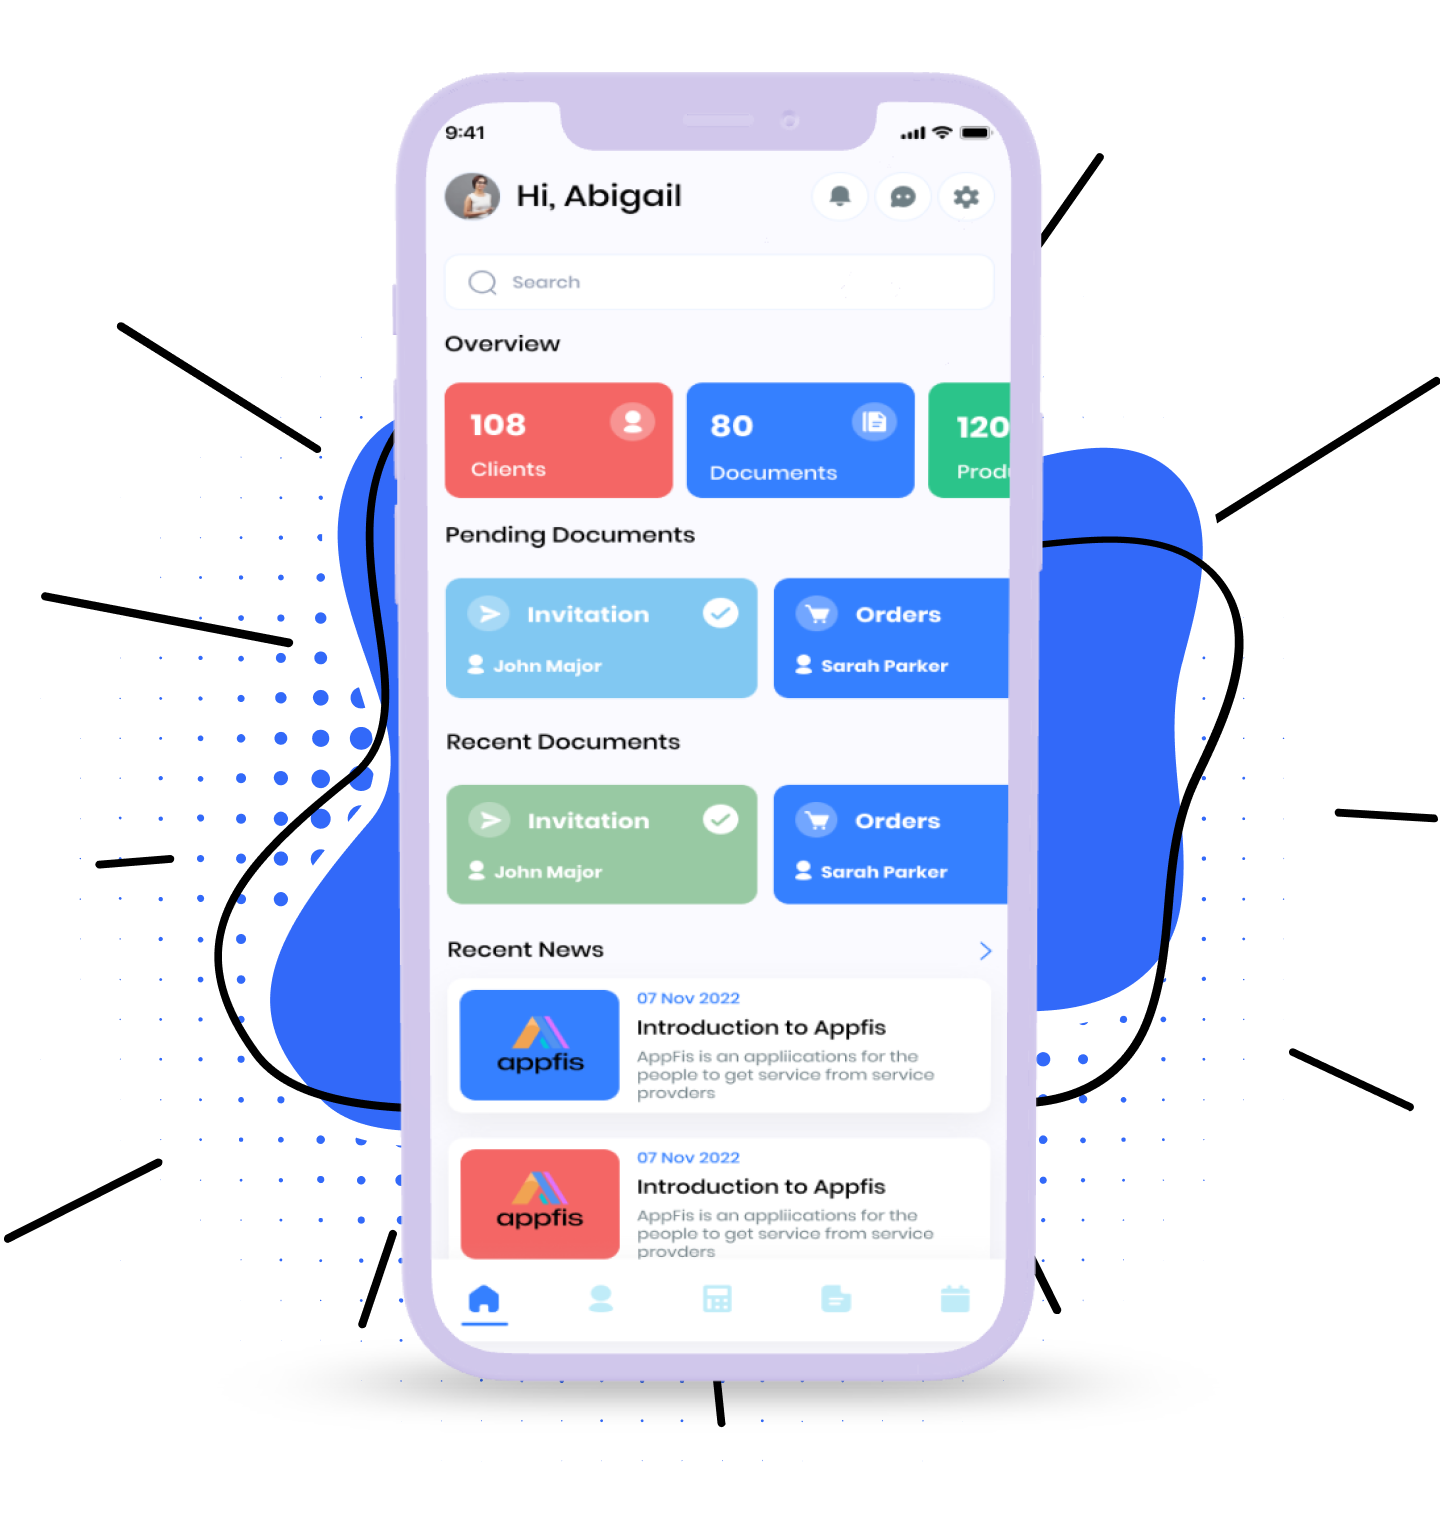 9:41
Hi, Abigail
Search
Overview
108
Clients
80
Documents
120
Produ
Pending Documents
Invitation
John Major
Orders
Sarah Parker
Recent Documents
Invitation
John Major
Orders
Sarah Parker
Recent News
appfis
07 Nov 2022
Introduction to Appfis
AppFis is an appliications for the
people to get service from service
provders
appfis
07 Nov 2022
Introduction to Appfis
AppFis is an appliications for the
people to get service from service
provders